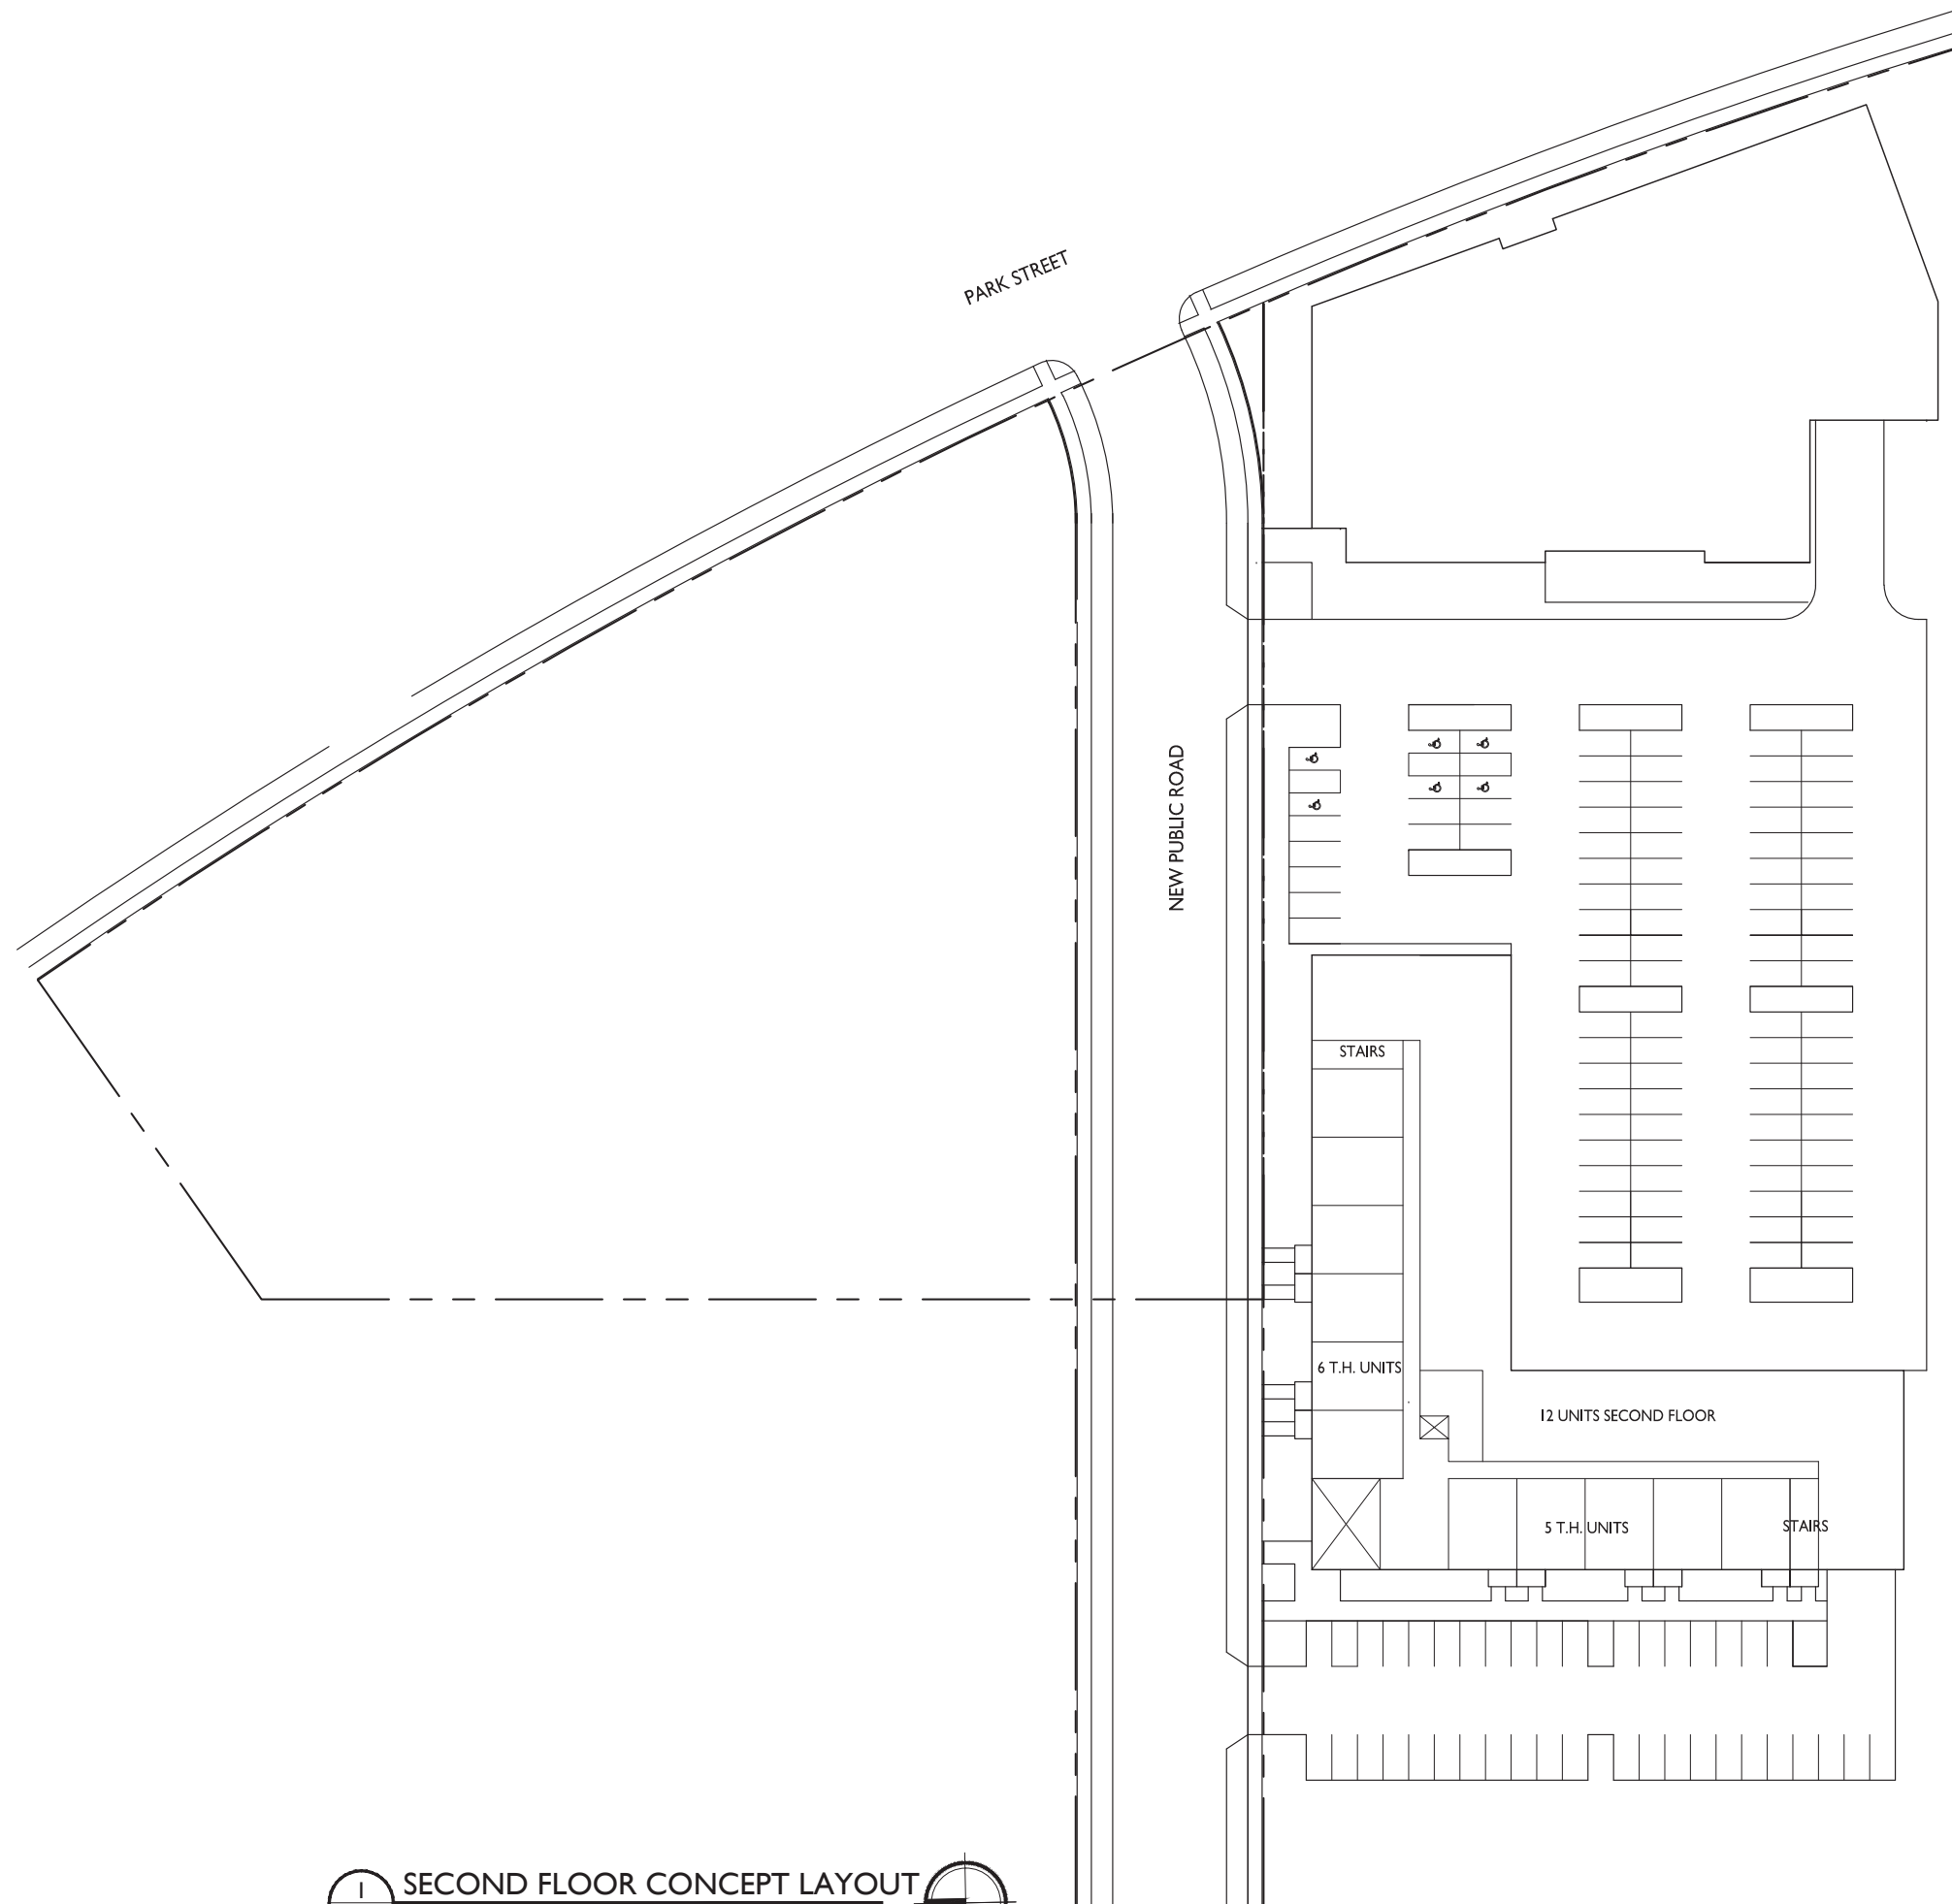 PARK STREET
NEW PUBLIC ROAD
STAIRS
6 T.H. UNITS
12 UNITS SECOND FLOOR
5 T.H. UNITS
STAIRS
1
SECOND FLOOR CONCEPT LAYOUT